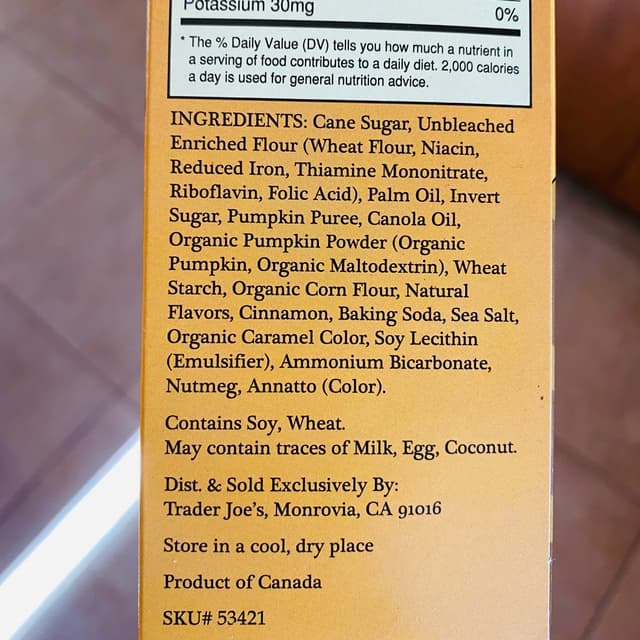 Potassium 30mg 0%
* The % Daily Value (DV) tells you how much a nutrient in
a serving of food contributes to a daily diet. 2,000 calories
a day is used for general nutrition advice.
INGREDIENTS: Cane Sugar, Unbleached
Enriched Flour (Wheat Flour, Niacin,
Reduced Iron, Thiamine Mononitrate,
Riboflavin, Folic Acid), Palm Oil, Invert
Sugar, Pumpkin Puree, Canola Oil,
Organic Pumpkin Powder (Organic
Pumpkin, Organic Maltodextrin), Wheat
Starch, Organic Corn Flour, Natural
Flavors, Cinnamon, Baking Soda, Sea Salt,
Organic Caramel Color, Soy Lecithin
(Emulsifier), Ammonium Bicarbonate,
Nutmeg, Annatto (Color).
Contains Soy, Wheat.
May contain traces of Milk, Egg, Coconut.
Dist. & Sold Exclusively By:
Trader Joe's, Monrovia, CA 91016
Store in a cool, dry place
Product of Canada
SKU# 53421